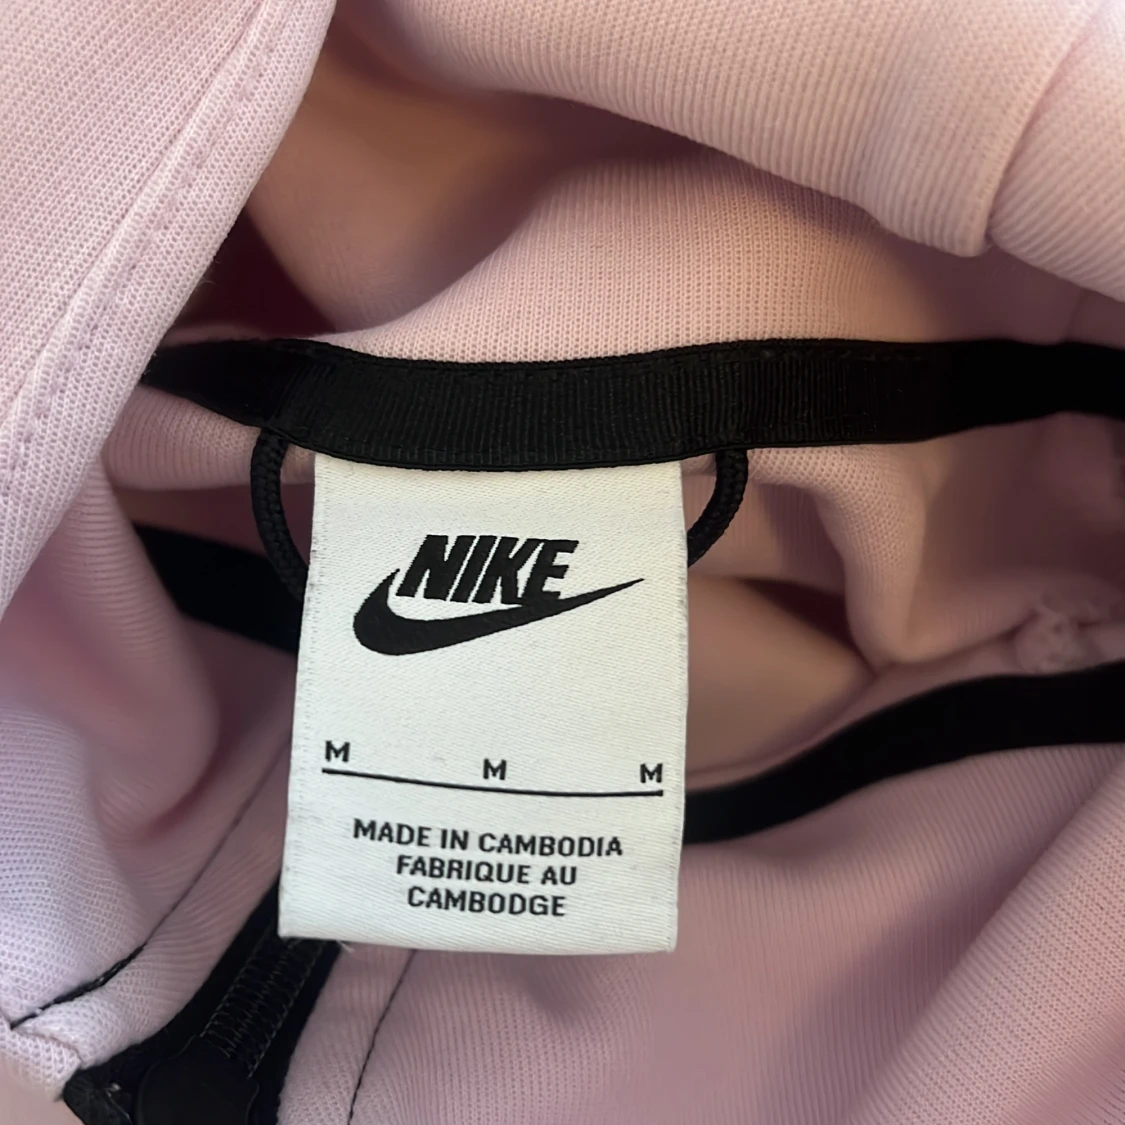 NIKE
M M M
MADE IN CAMBODIA
FABRIQUE AU
CAMBODGE